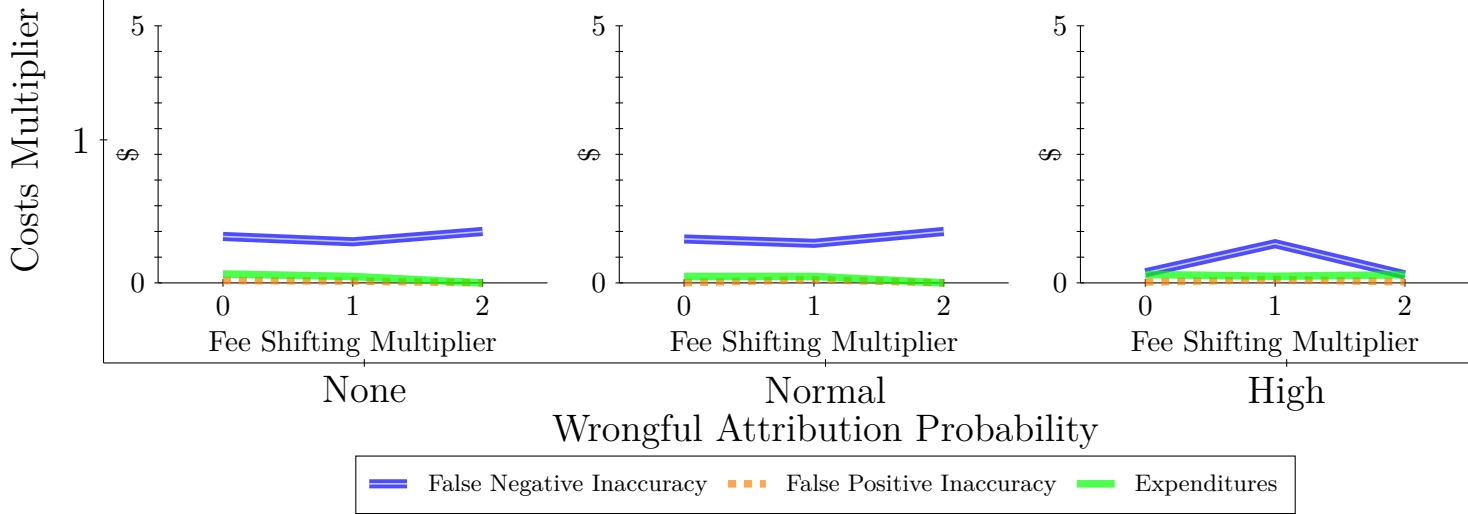 Costs Multiplier
1
5
$
0
0 1 2
Fee Shifting Multiplier
5
$
0
0 1 2
Fee Shifting Multiplier
5
$
0
0 1 2
Fee Shifting Multiplier
None Normal High
Wrongful Attribution Probability
False Negative Inaccuracy False Positive Inaccuracy Expenditures